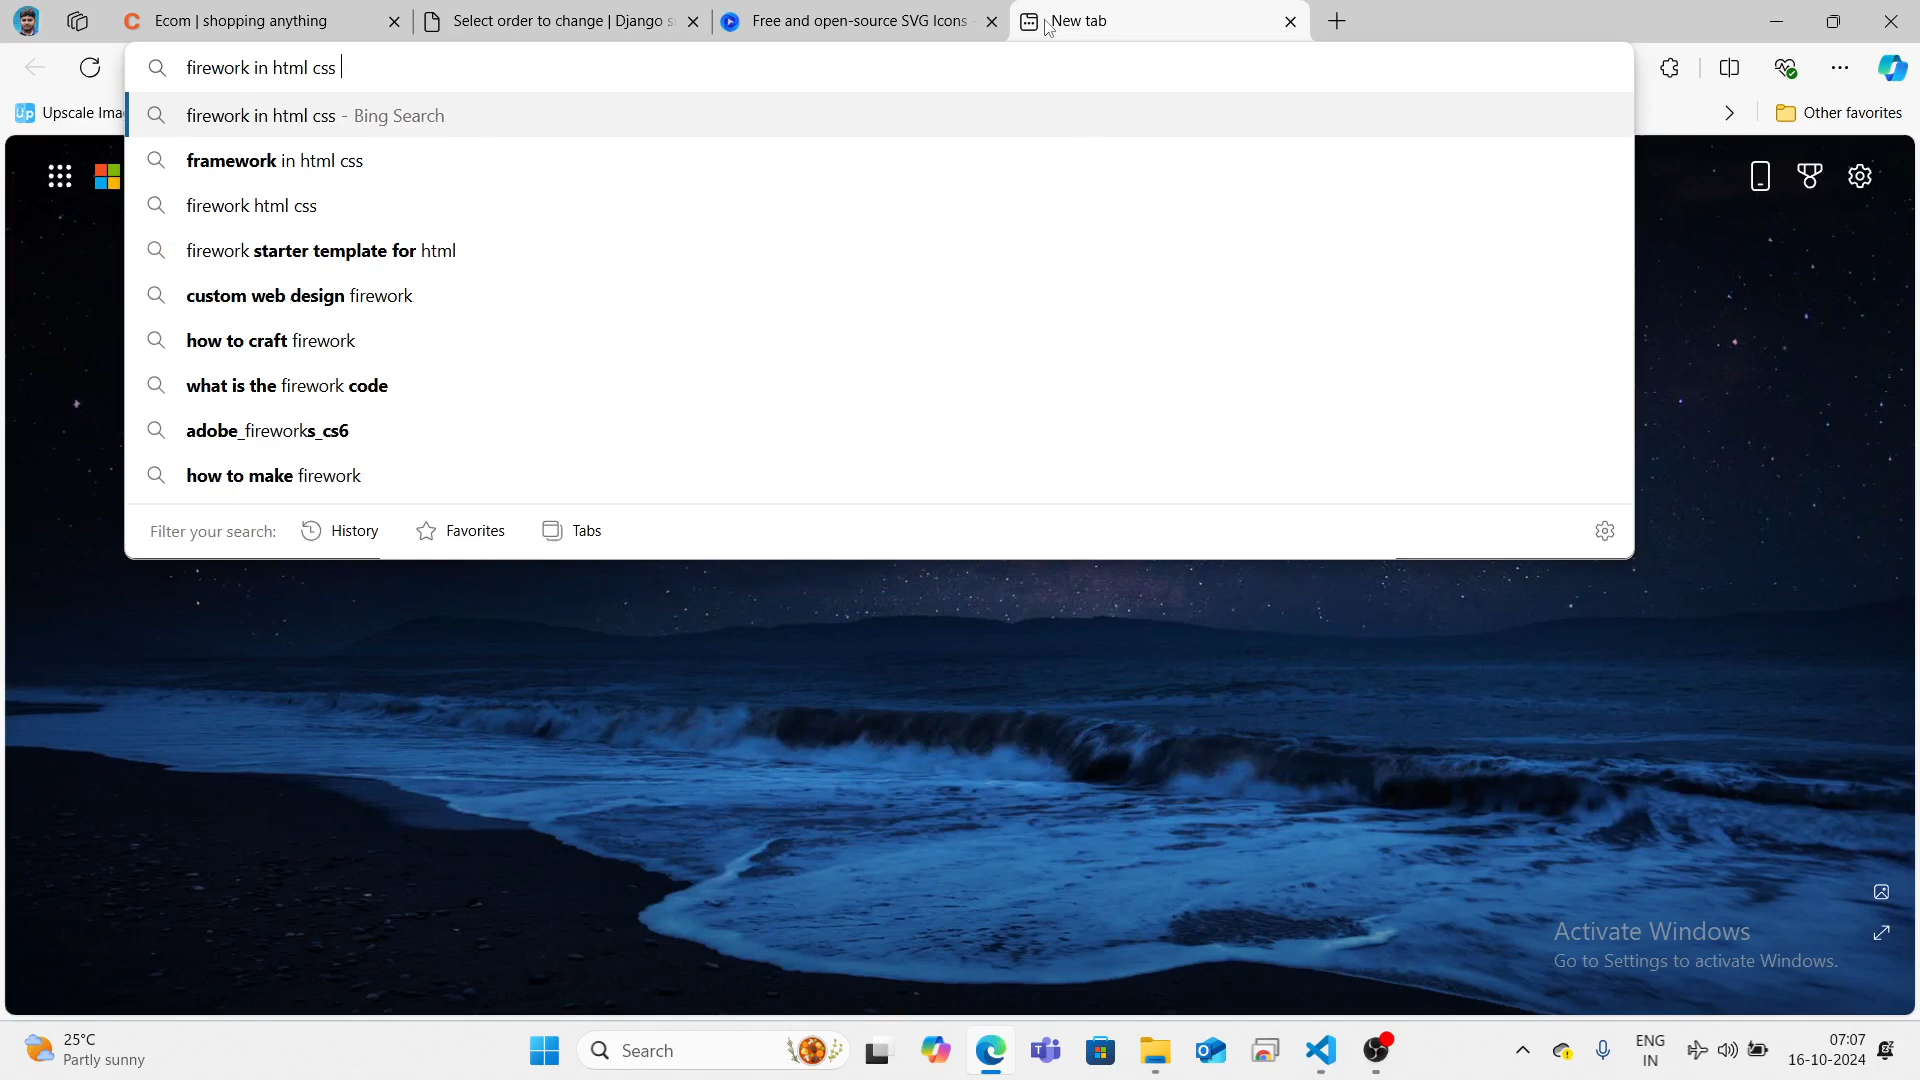 Ecom | shopping anything
Select order to change | Django si
Free and open-source SVG Icons -
New tab
firework in html css
Upscale Ima
Other favorites
firework in html css - Bing Search
framework in html css
firework html css
firework starter template for html
custom web design firework
how to craft firework
what is the firework code
adobe_fireworks_cs6
how to make firework
Filter your search:
History
Favorites
Tabs
Activate Windows
Go to Settings to activate Windows.
25°C
Partly sunny
Search
ENG
IN
07:07
16-10-2024